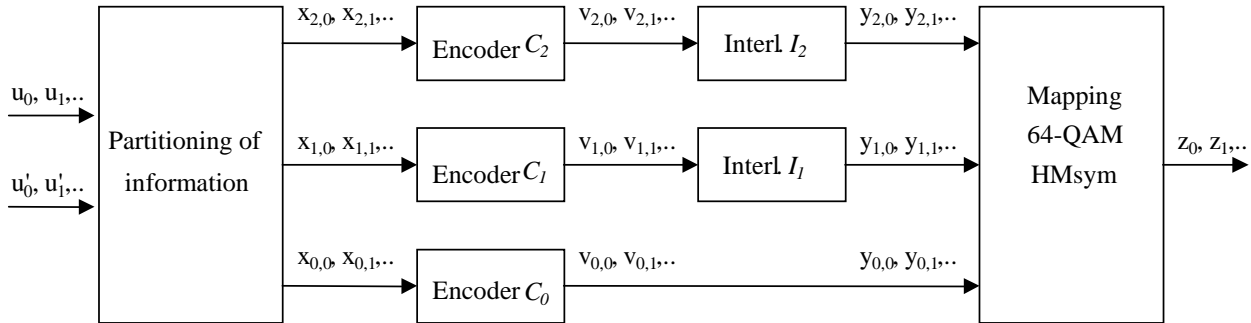 x2,0, x2,1,..
v2,0, v2,1,..
y2,0, y2,1,..
Encoder C2
Interl. I2
u0, u1,..
Partitioning of
information
x1,0, x1,1,..
v1,0, v1,1,..
y1,0, y1,1,..
Encoder C1
Interl. I1
Mapping
64-QAM
HMsym
z0, z1,..
u'0, u'1,..
x0,0, x0,1,..
v0,0, v0,1,..
y0,0, y0,1,..
Encoder C0